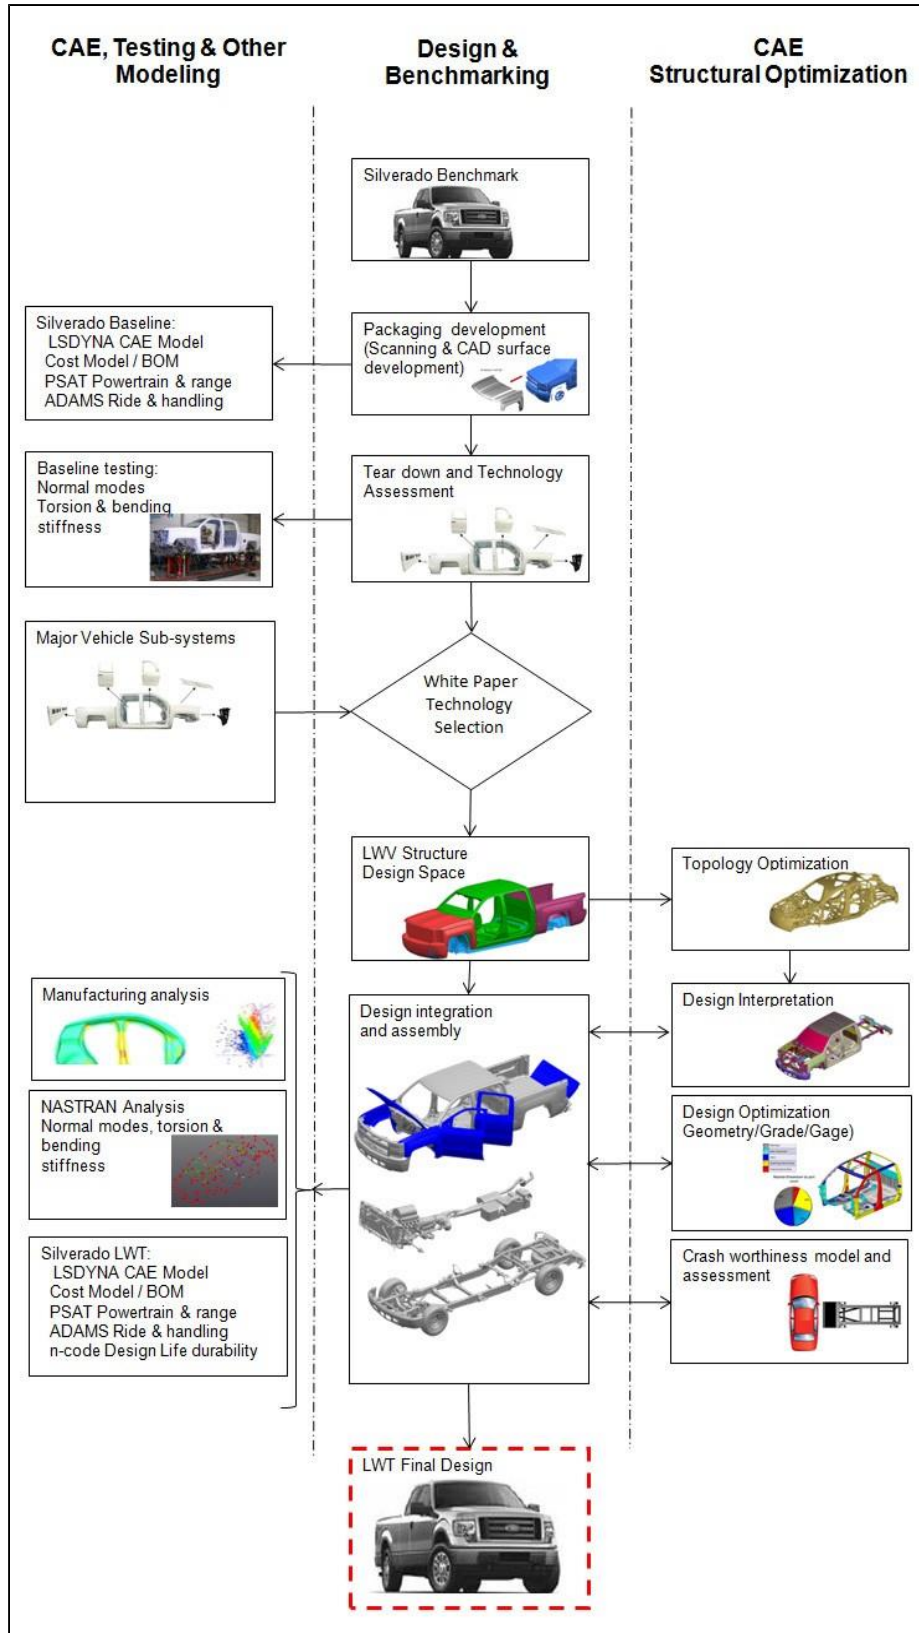 CAE, Testing & Other
Modeling
Design &
Benchmarking
CAE
Structural Optimization
Silverado Benchmark
Silverado Baseline:
LSDYNA CAE Model
Cost Model / BOM
PSAT Powertrain & range
ADAMS Ride & handling
Packaging development
(Scanning & CAD surface
development)
Baseline testing:
Normal modes
Torsion & bending
stiffness
Tear down and Technology
Assessment
Major Vehicle Sub-systems
White Paper
Technology
Selection
LWV Structure
Design Space
Topology Optimization
Manufacturing analysis
Design integration
and assembly
Design Interpretation
NASTRAN Analysis
Normal modes, torsion &
bending
stiffness
Design Optimization
Geometry/Grade/Gage)
Silverado LWT:
LSDYNA CAE Model
Cost Model / BOM
PSAT Powertrain & range
ADAMS Ride & handling
n-code Design Life durability
Crash worthiness model and
assessment
LWT Final Design